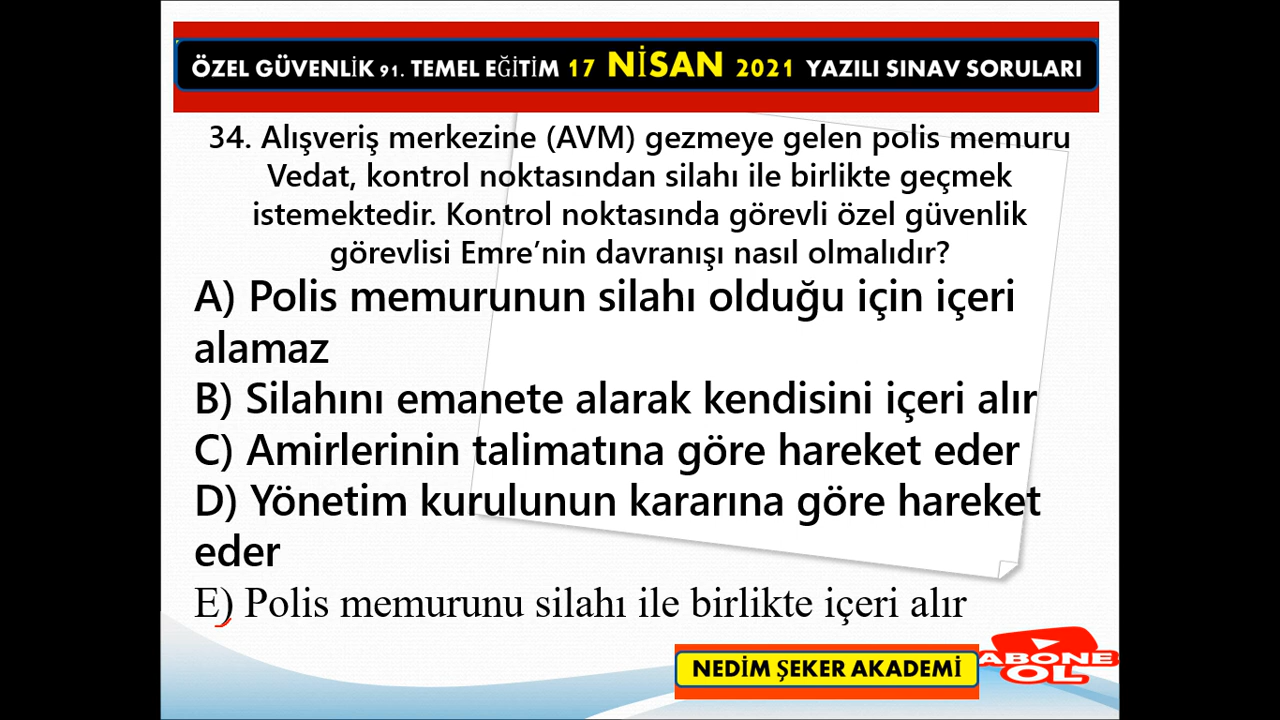 ÖZEL GÜVENLİK 91. TEMEL EĞİTİM 17 NİSAN 2021 YAZILI SINAV SORULARI
34. Alışveriş merkezine (AVM) gezmeye gelen polis memuru
Vedat, kontrol noktasından silahı ile birlikte geçmek
istemektedir. Kontrol noktasında görevli özel güvenlik
görevlisi Emre’nin davranışı nasıl olmalıdır?
A) Polis memurunun silahı olduğu için içeri
alamaz
B) Silahını emanete alarak kendisini içeri alır
C) Amirlerinin talimatına göre hareket eder
D) Yönetim kurulunun kararına göre hareket
eder
E) Polis memurunu silahı ile birlikte içeri alır
NEDİM ŞEKER AKADEMİ
ABONE
OL